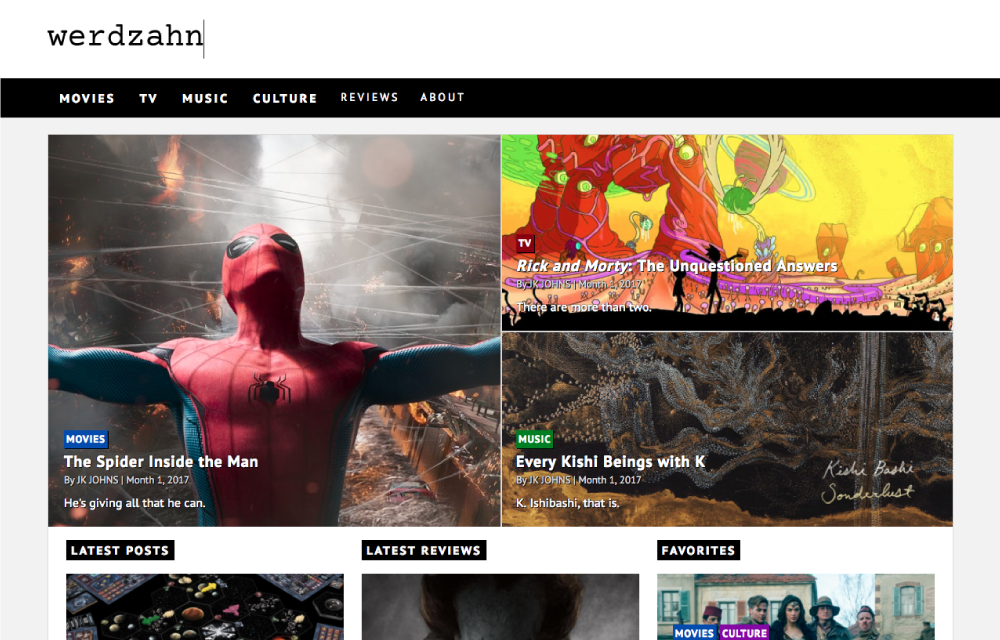 werdzahn
MOVIES TV MUSIC CULTURE REVIEWS ABOUT
MOVIES
The Spider Inside the Man
By JK JOHNS | Month 1, 2017
He's giving all that he can.
TV
Rick and Morty: The Unquestioned Answers
By JK JOHNS | Month 1, 2017
There are more than two.
MUSIC
Every Kishi Beings with K
By JK JOHNS | Month 1, 2017
K. Ishibashi, that is.
Kishi Bashi
Sonderlust
LATEST POSTS
LATEST REVIEWS
FAVORITES
MOVIES CULTURE